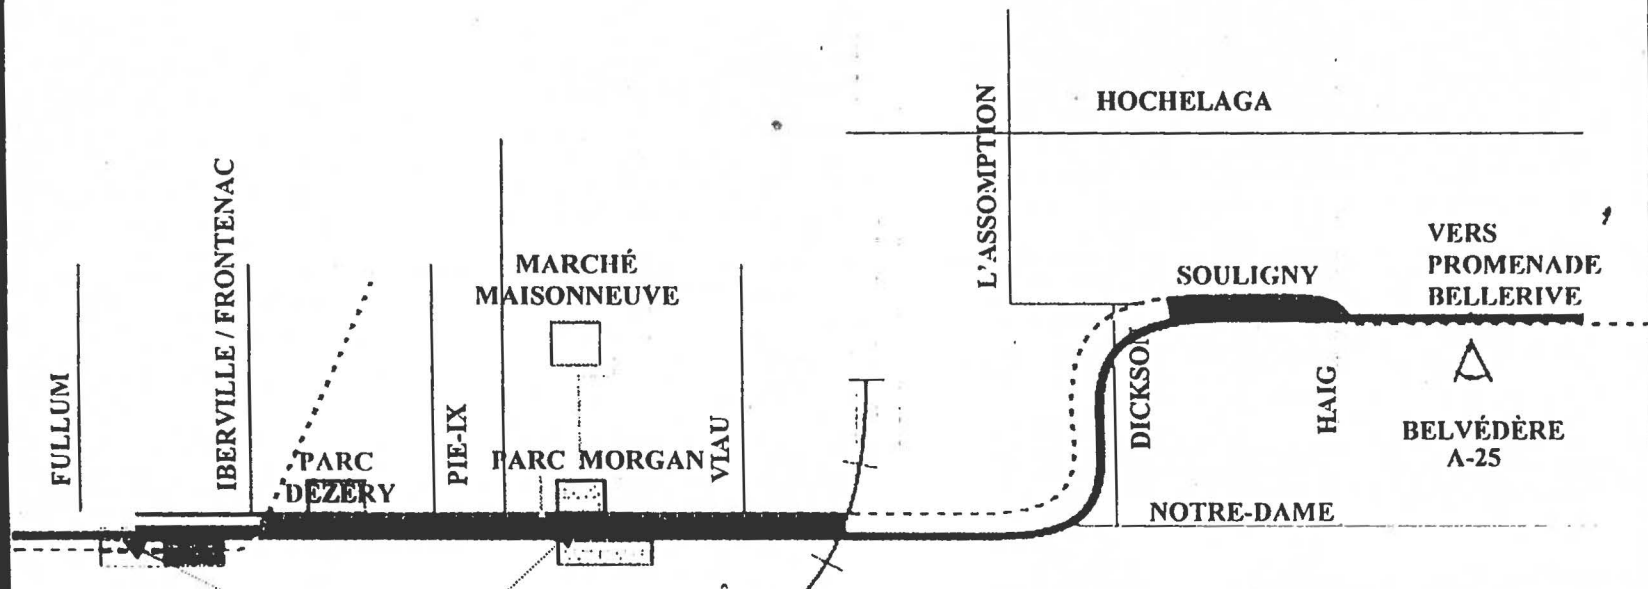 HOCHELAGA
L'ASSOMPTION
IBERVILLE / FRONTENAC
VERS
PROMENADE
BELLERIVE
MARCHÉ
MAISONNEUVE
SOULIGNY
FULLUM
PIE-IX
VIAU
DICKSON
HAIG
BELVÉDÈRE
A-25
PARC
DÉZÉRY
PARC MORGAN
NOTRE-DAME